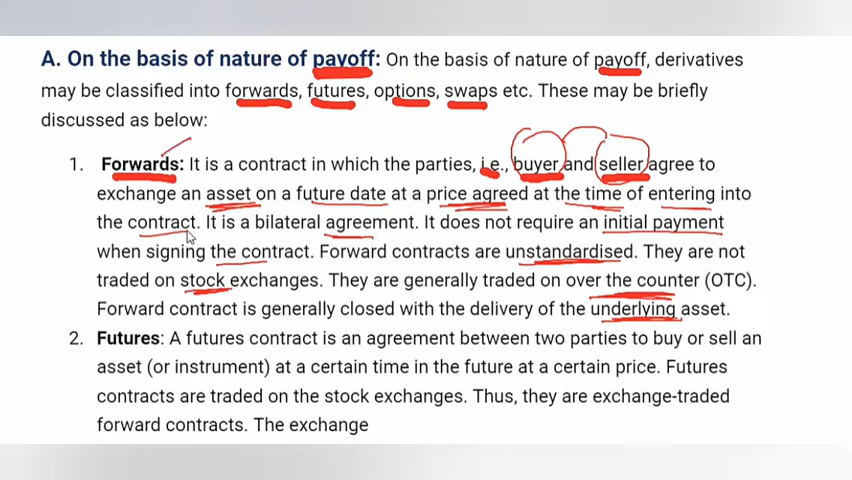 A. On the basis of nature of payoff: On the basis of nature of payoff, derivatives
may be classified into forwards, futures, options, swaps etc. These may be briefly
discussed as below:
1. Forwards: It is a contract in which the parties, i.e., buyer and seller agree to
exchange an asset on a future date at a price agreed at the time of entering into
the contract. It is a bilateral agreement. It does not require an initial payment
when signing the contract. Forward contracts are unstandardised. They are not
traded on stock exchanges. They are generally traded on over the counter (OTC).
Forward contract is generally closed with the delivery of the underlying asset.
2. Futures: A futures contract is an agreement between two parties to buy or sell an
asset (or instrument) at a certain time in the future at a certain price. Futures
contracts are traded on the stock exchanges. Thus, they are exchange-traded
forward contracts. The exchange